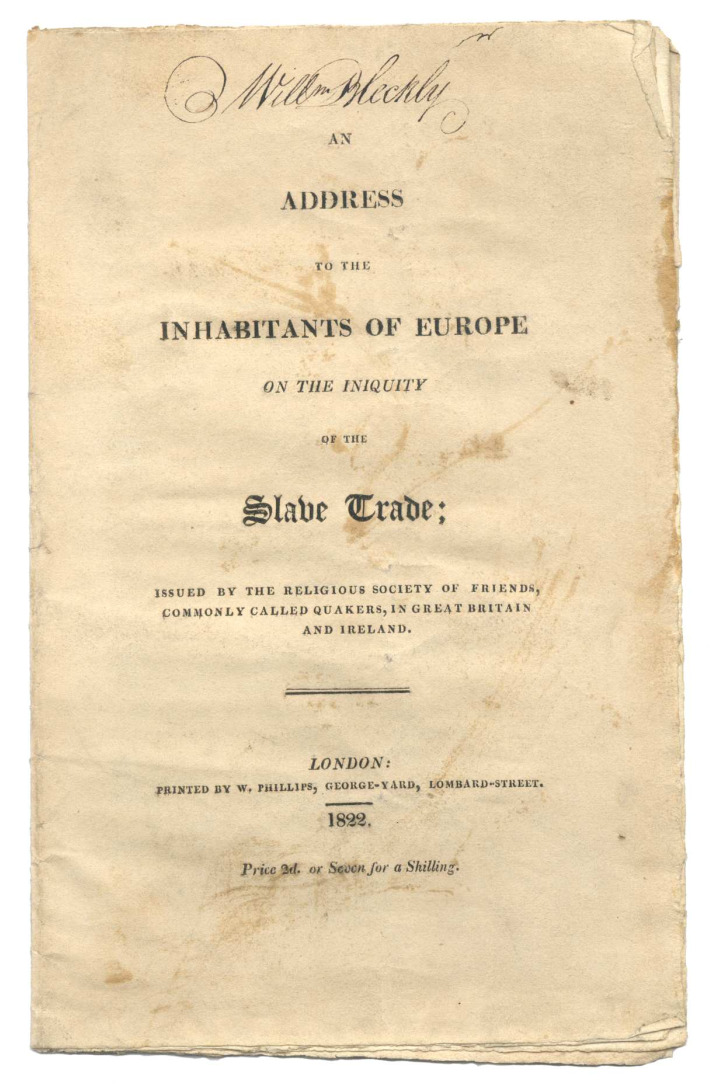 Willm Bleckly
AN
ADDRESS
TO THE
INHABITANTS OF EUROPE
ON THE INIQUITY
OF THE
Slave Trade;
ISSUED BY THE RELIGIOUS SOCIETY OF FRIENDS,
COMMONLY CALLED QUAKERS, IN GREAT BRITAIN
AND IRELAND.
LONDON:
PRINTED BY W. PHILLIPS, GEORGE-YARD, LOMBARD-STREET.
1822.
Price 2d. or Seven for a Shilling.